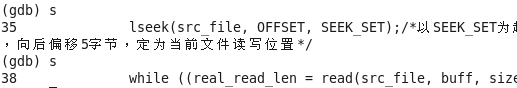 (gdb) s
35 lseek(src_file, OFFSET, SEEK_SET);/*以SEEK_SET为
，向后偏移5字节，定为当前文件读写位置*/
(gdb) s
38 _ while ((real_read_len = read(src_file, buff, size